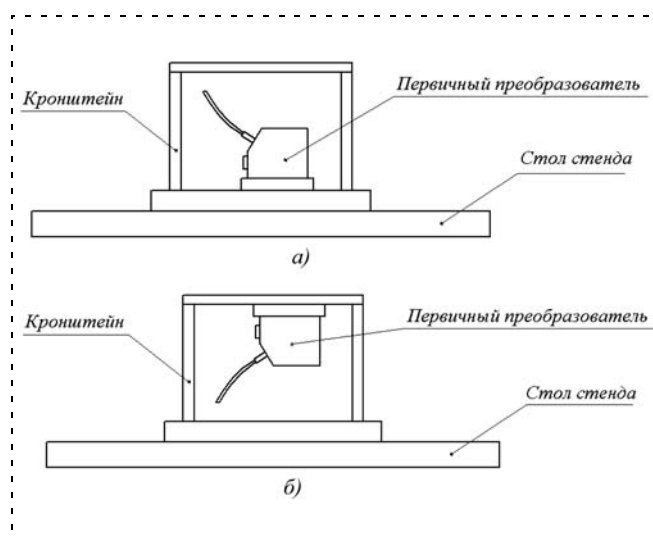 Кронштейн
Первичный преобразователь
Стол стенда
а)
Кронштейн
Первичный преобразователь
Стол стенда
б)